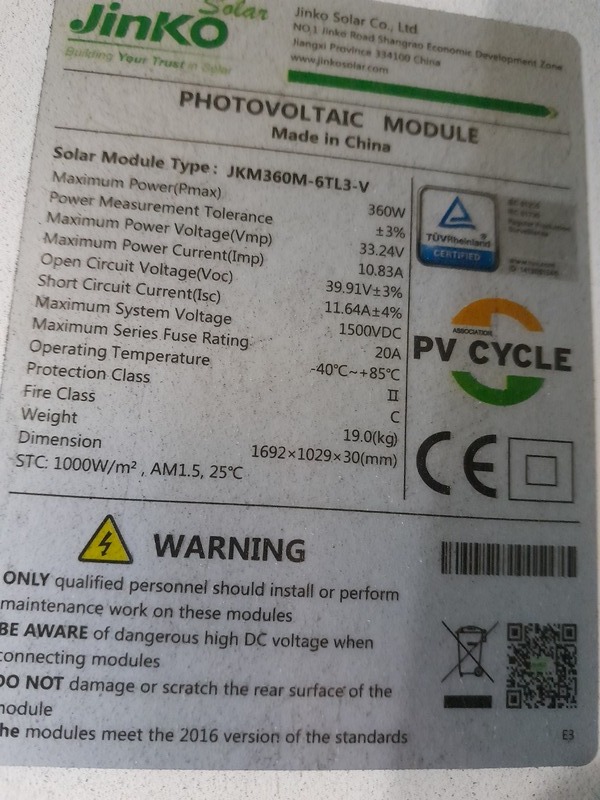 JinKO Solar
Building Your Trust in Solar
Jinko Solar Co., Ltd
NO.1 Jinko Road Shangrao Economic Development Zone
Jiangxi Province 334100 China
www.jinkosolar.com
PHOTOVOLTAIC MODULE
Made in China
Solar Module Type : JKM360M-6TL3-V
Maximum Power(Pmax) 360W
Power Measurement Tolerance ±3%
Maximum Power Voltage(Vmp) 33.24V
Maximum Power Current(Imp) 10.83A
Open Circuit Voltage(Voc) 39.91V±3%
Short Circuit Current(Isc) 11.64A±4%
Maximum System Voltage 1500VDC
Maximum Series Fuse Rating 20A
Operating Temperature -40℃~+85℃
Protection Class II
Fire Class C
Weight 19.0(kg)
Dimension 1692×1029×30(mm)
STC: 1000W/m², AM1.5, 25℃
TÜVRheinland
CERTIFIED
ASSOCIATION
PV CYCLE
CE
WARNING
ONLY qualified personnel should install or perform
maintenance work on these modules
BE AWARE of dangerous high DC voltage when
connecting modules
DO NOT damage or scratch the rear surface of the
module
he modules meet the 2016 version of the standards
E3